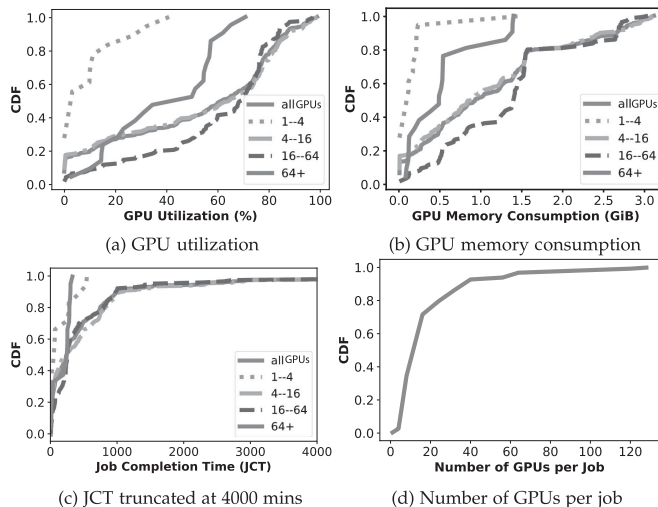 1.0
0.8
0.6
0.4
0.2
0.0
CDF
allGPUs
1--4
4--16
16--64
64+
0 20 40 60 80 100
GPU Utilization (%)
(a) GPU utilization
1.0
0.8
0.6
0.4
0.2
0.0
CDF
allGPUs
1--4
4--16
16--64
64+
0.0 0.5 1.0 1.5 2.0 2.5 3.0
GPU Memory Consumption (GiB)
(b) GPU memory consumption
1.0
0.8
0.6
0.4
0.2
0.0
CDF
allGPUs
1--4
4--16
16--64
64+
0 1000 2000 3000 4000
Job Completion Time (JCT)
(c) JCT truncated at 4000 mins
1.0
0.8
0.6
0.4
0.2
0.0
CDF
0 20 40 60 80 100 120
Number of GPUs per Job
(d) Number of GPUs per job